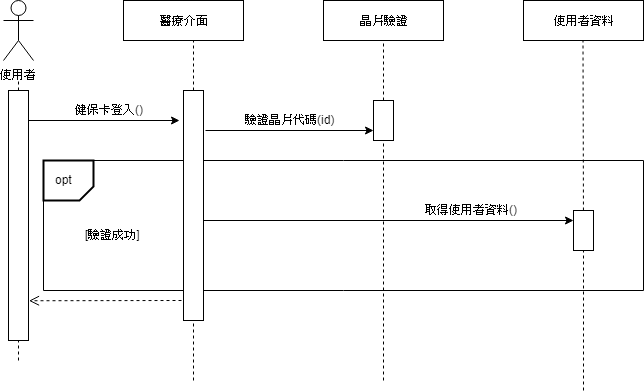 醫療介面
晶片驗證
使用者資料
使用者
健保卡登入()
驗證晶片代碼(id)
opt
取得使用者資料()
[驗證成功]